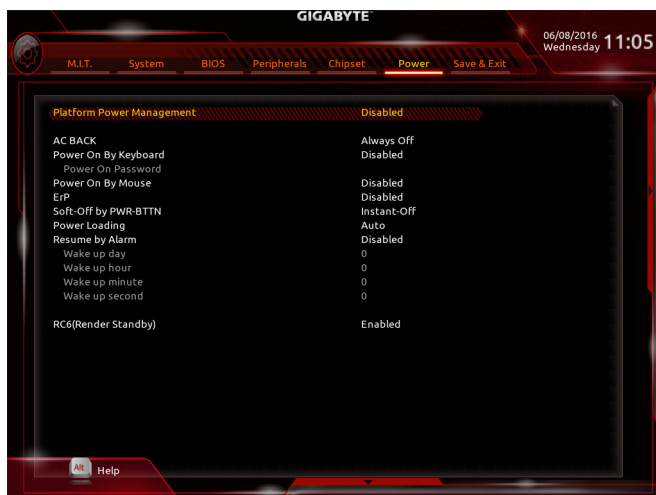 GIGABYTE
06/08/2016 Wednesday 11:05
M.I.T. System BIOS Peripherals Chipset Power Save & Exit
Platform Power Management Disabled
AC BACK Always Off
Power On By Keyboard Disabled
Power On Password
Power On By Mouse Disabled
ErP Disabled
Soft-Off by PWR-BTTN Instant-Off
Power Loading Auto
Resume by Alarm Disabled
Wake up day 0
Wake up hour 0
Wake up minute 0
Wake up second 0
RC6(Render Standby) Enabled
Alt Help